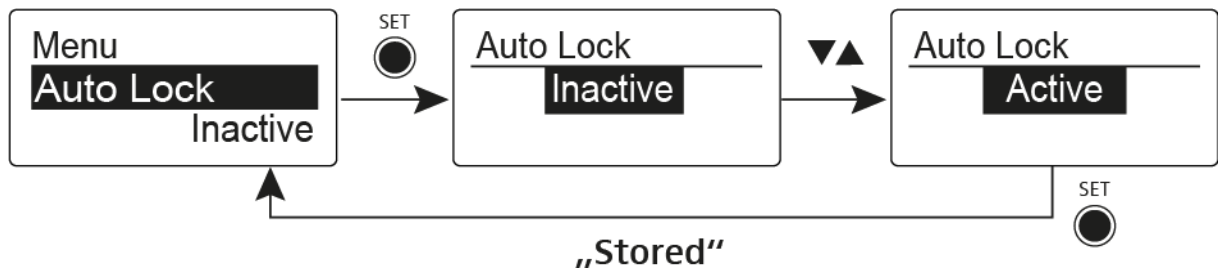 Menu
Auto Lock
Inactive
SET
Auto Lock
Inactive
▼▲
Auto Lock
Active
SET
„Stored“